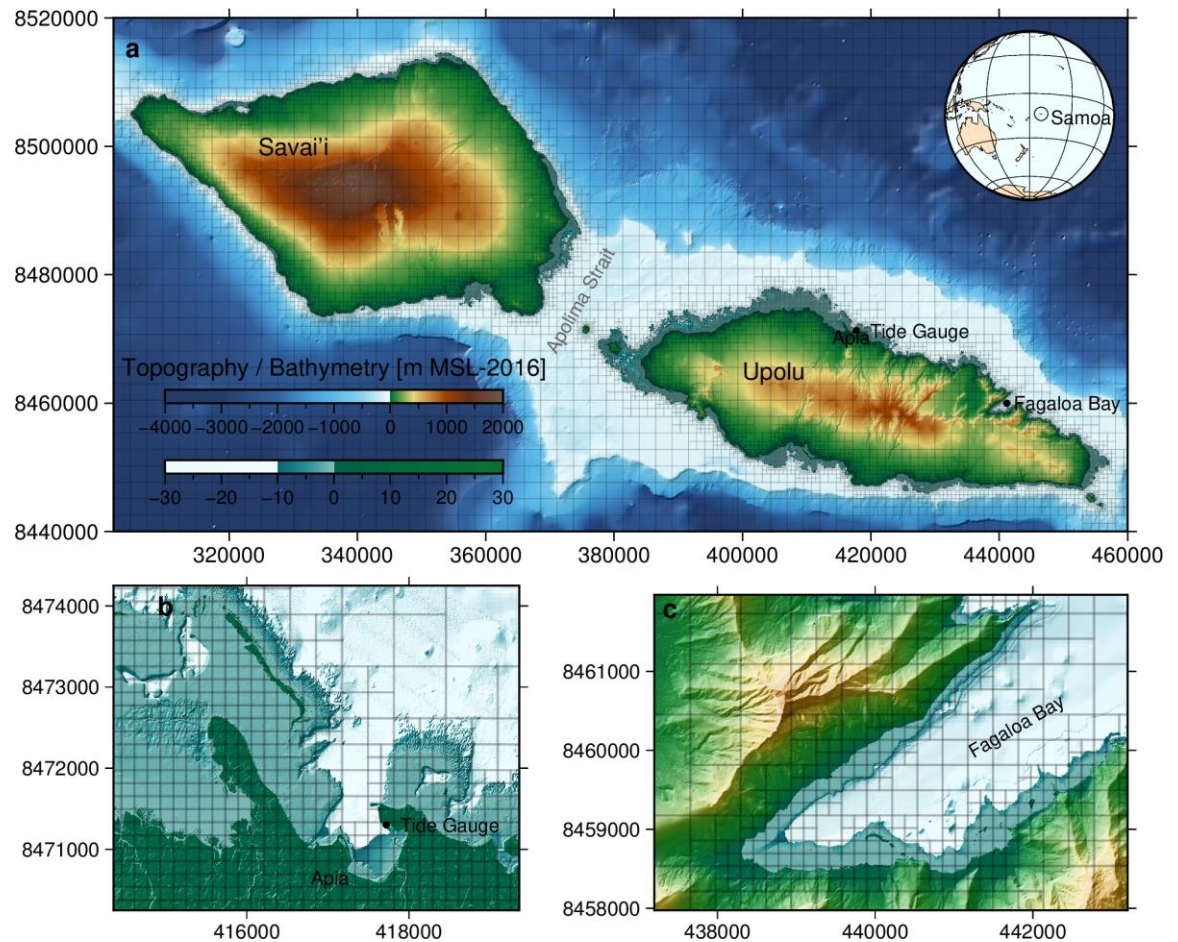 8520000
8500000
8480000
8460000
8440000
a
Savai'i
Samoa
Apolima Strait
Tide Gauge
Apia
Upolu
Fagaloa Bay
Topography / Bathymetry [m MSL-2016]
−4000 −3000 −2000 0 500 1000 2000
−30 −20 −10 0 10 20 30
320000 340000 360000 380000 400000 420000 440000 460000
b
8474000
8473000
8472000
8471000
Tide Gauge
Apia
416000 418000
c
8461000
8460000
8459000
8458000
Fagaloa Bay
438000 440000 442000